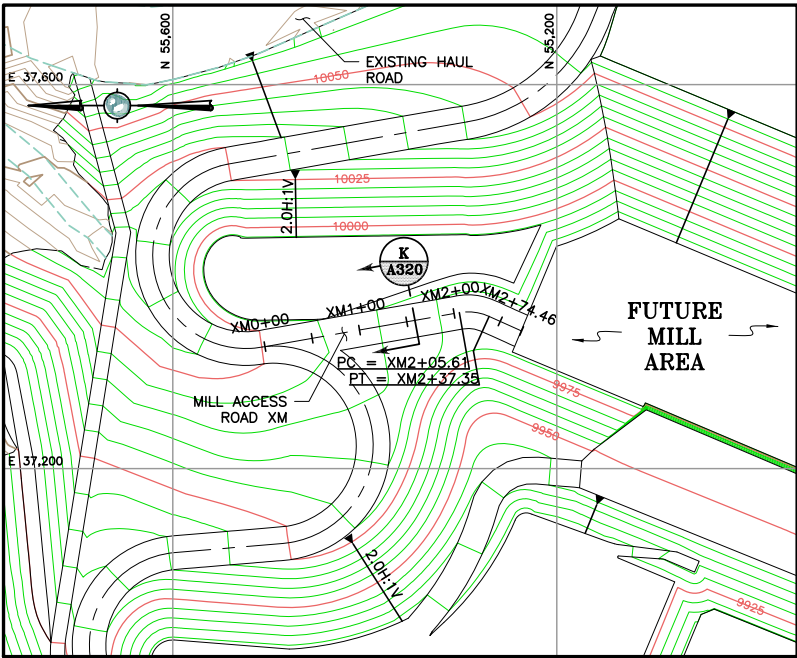 N 55,600
N 55,200
EXISTING HAUL
ROAD
E 37,600
10050
10025
2.0H:1V
10000
K
A320
XM0+00
XM1+00
XM2+00
XM2+74.46
FUTURE
MILL
AREA
PC = XM2+05.61
PT = XM2+37.35
MILL ACCESS
ROAD XM
9975
9950
E 37,200
2.0H:1V
9925